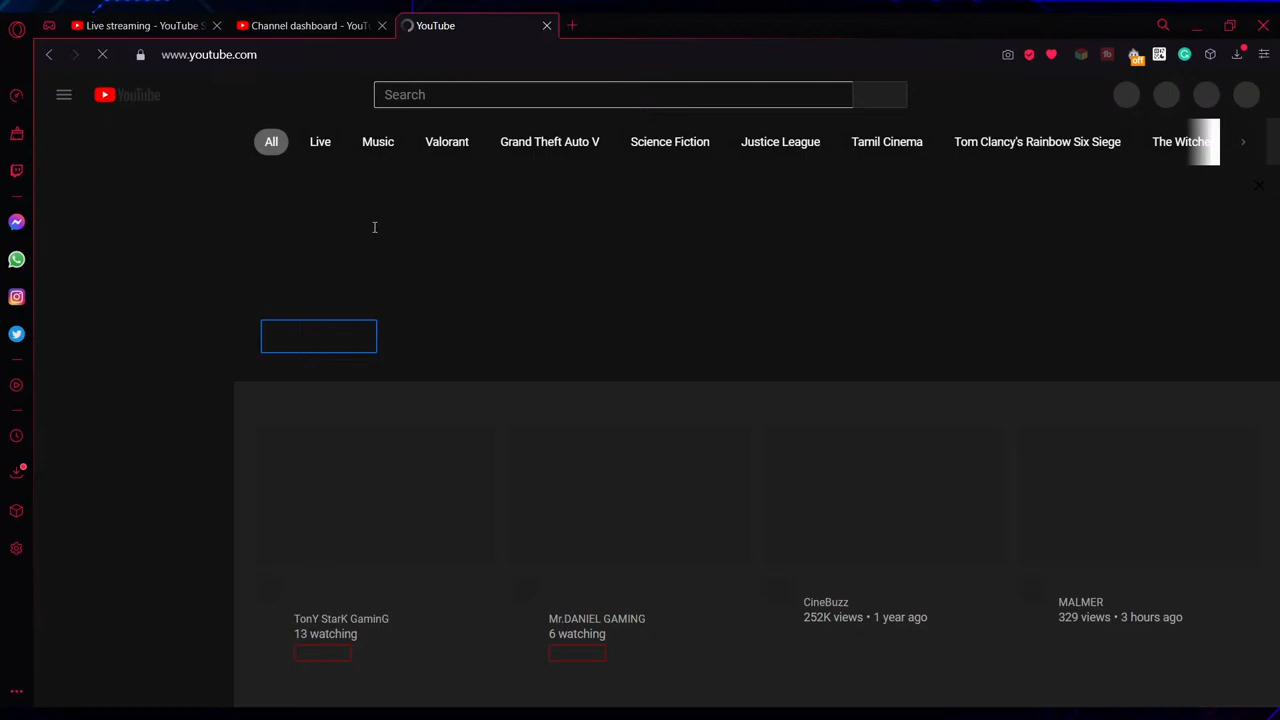 Live streaming - YouTube S
Channel dashboard - YouT
YouTube
www.youtube.com
off
YouTube
Search
All
Live
Music
Valorant
Grand Theft Auto V
Science Fiction
Justice League
Tamil Cinema
Tom Clancy's Rainbow Six Siege
The Witche
TonY StarK GaminG
13 watching
Mr.DANIEL GAMING
6 watching
CineBuzz
252K views • 1 year ago
MALMER
329 views • 3 hours ago